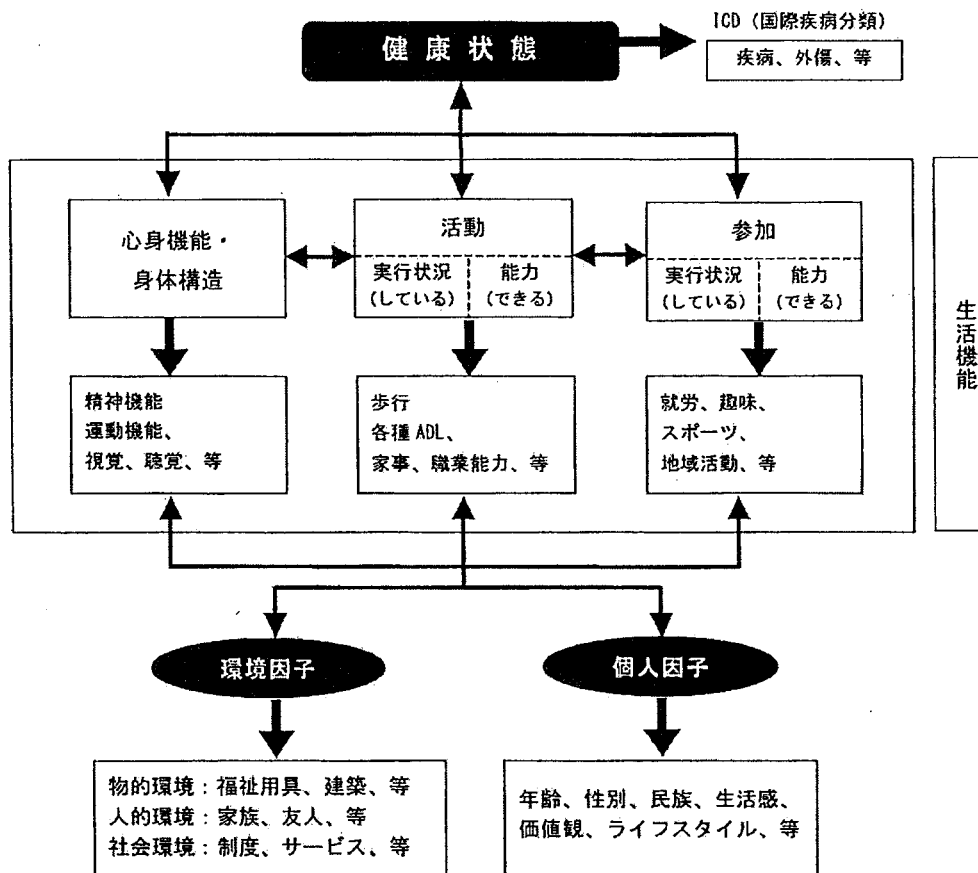 ICD（国際疾病分類）
健康状態
疾病、外傷、等
心身機能・
身体構造
活動
実行状況
(している)
能力
(できる)
参加
実行状況
(している)
能力
(できる)
生活機能
精神機能
運動機能、
視覚、聴覚、等
歩行
各種 ADL、
家事、職業能力、等
就労、趣味、
スポーツ、
地域活動、等
環境因子
個人因子
物的環境：福祉用具、建築、等
人的環境：家族、友人、等
社会環境：制度、サービス、等
年齢、性別、民族、生活感、
価値観、ライフスタイル、等